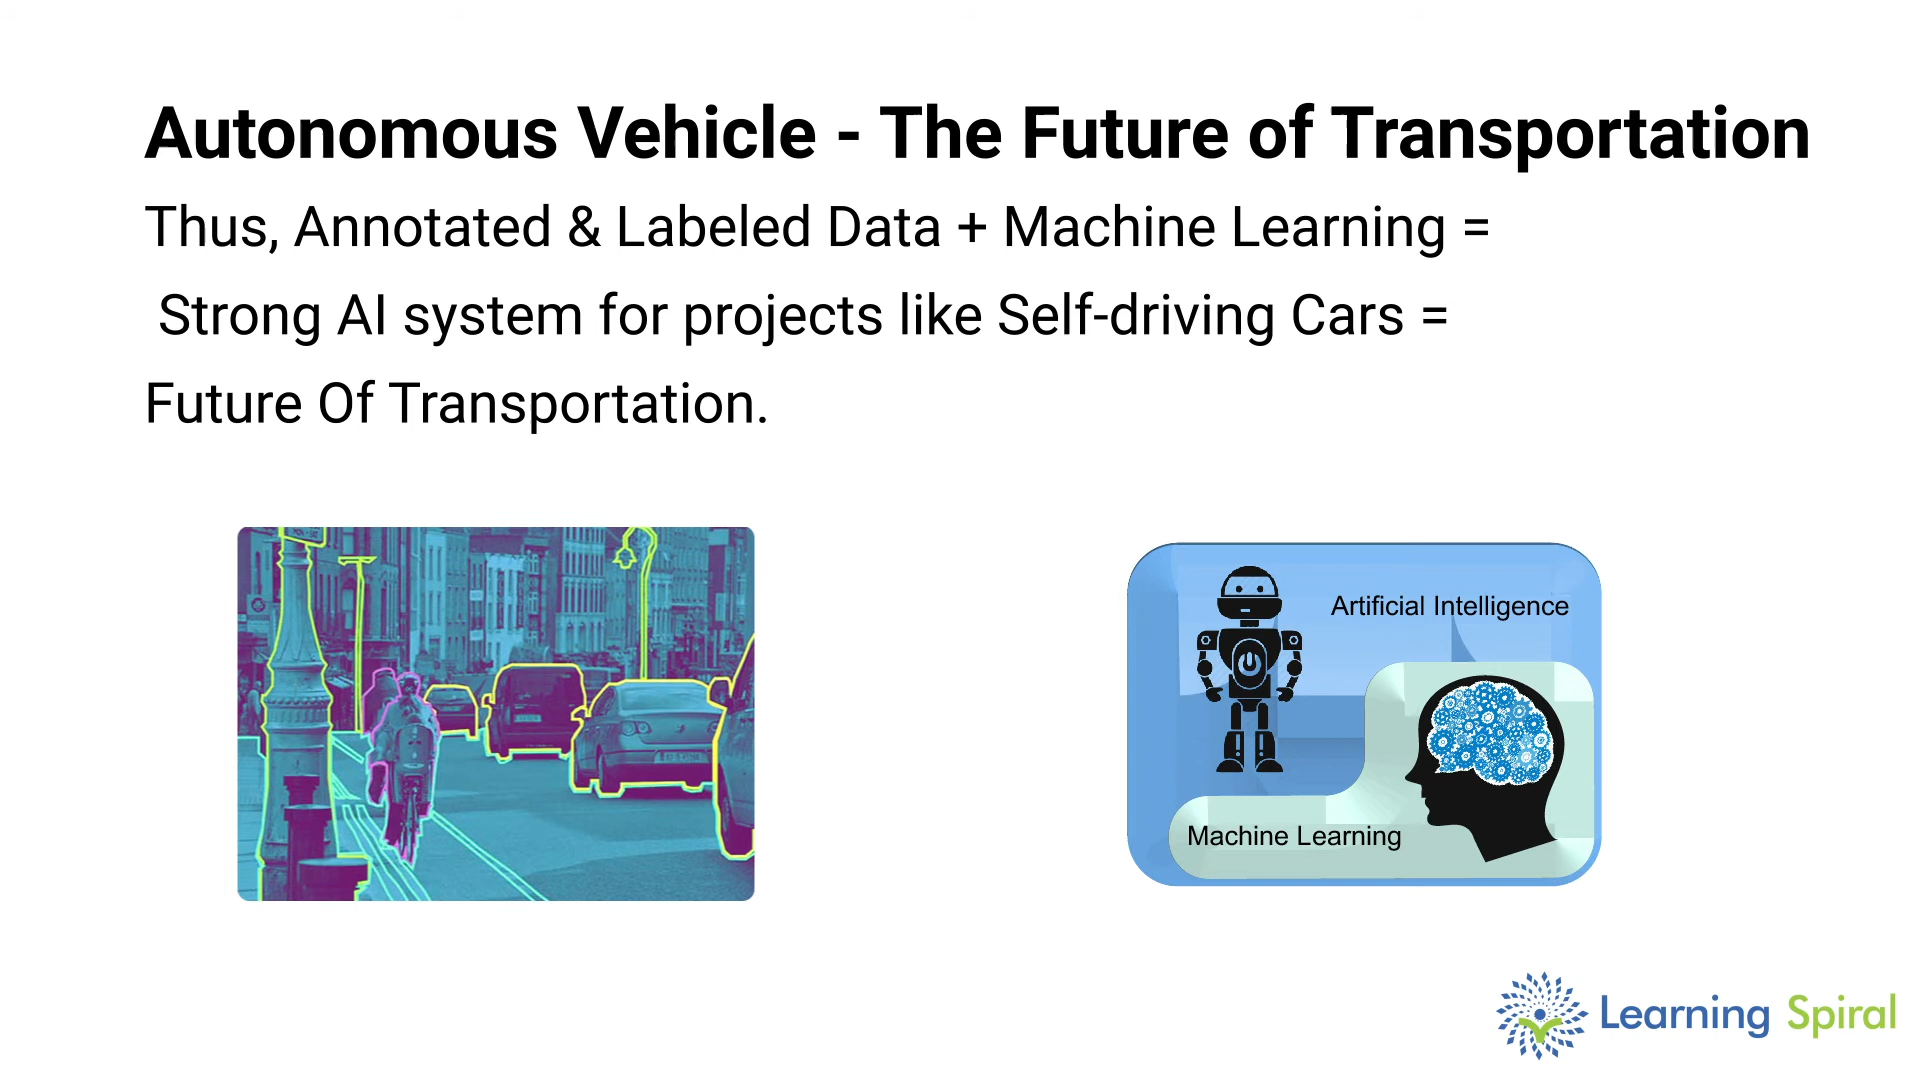 Autonomous Vehicle - The Future of Transportation
Thus, Annotated & Labeled Data + Machine Learning =
Strong AI system for projects like Self-driving Cars =
Future Of Transportation.
Artificial Intelligence
Machine Learning
Learning Spiral